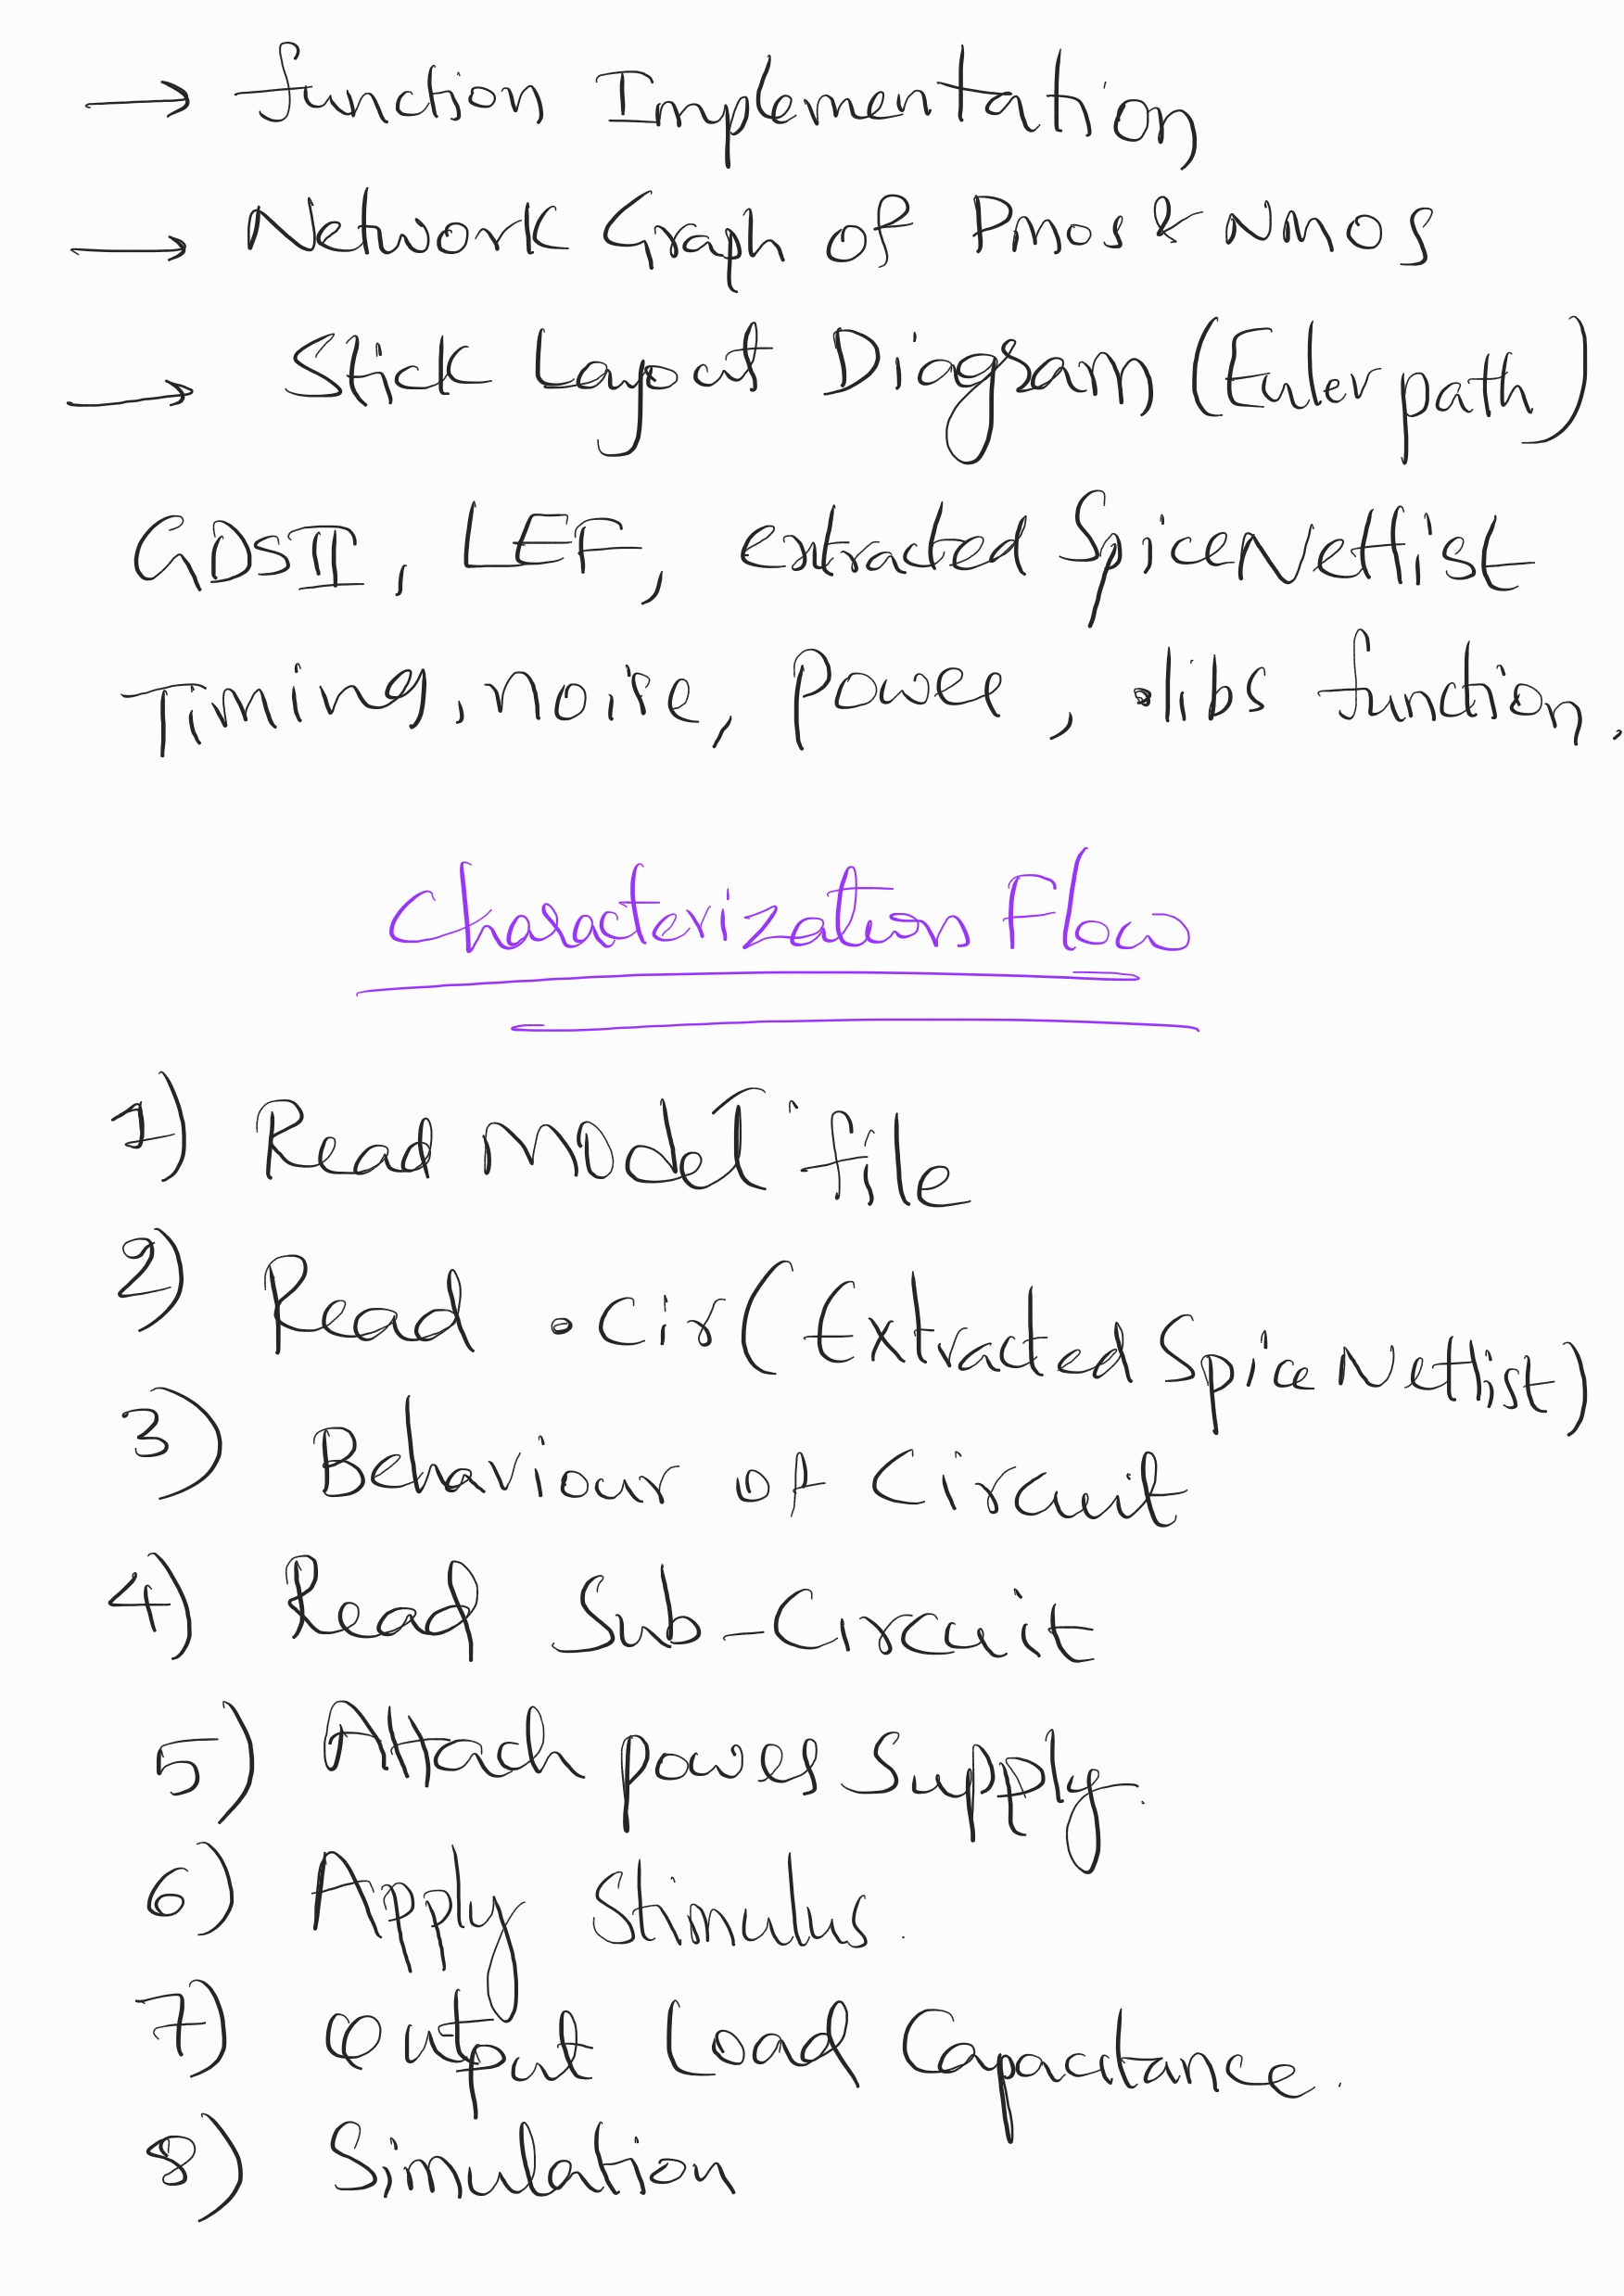 → function Implementation
→ Network Graph of Pmos & NMOS
→ Stick Layout Diagram (Euler path)
GDSII, LEF, extracted Spice Netlist
Timing, noise, power, .libs function.
Characterization Flow
1) Read Model file
2) Read .cir (Extracted Spice Netlist)
3) Behaviour of Circuit
4) Read Sub-Circuit
5) Attach power Supply.
6) Apply Stimulus.
7) Output Load Capacitance.
8) Simulation